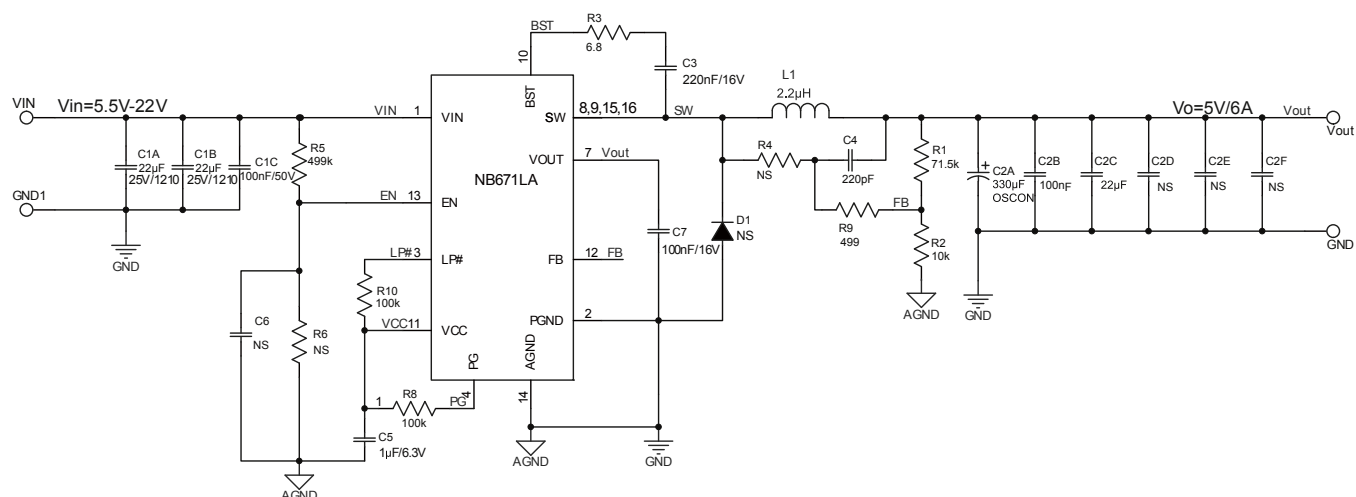 BST
R3
6.8
10
BST
C3
220nF/16V
L1
2.2µH
VIN
Vin=5.5V-22V
VIN
1
VIN
SW
8,9,15,16
SW
Vo=5V/6A
Vout
Vout
C1A
22µF
25V/1210
C1B
22µF
25V/1210
C1C
100nF/50V
R5
499k
VOUT
7
Vout
NB671LA
R4
NS
C4
220pF
R1
71.5k
C2A
330µF
OSCON
C2B
100nF
C2C
22µF
C2D
NS
C2E
NS
C2F
NS
GND1
EN
13
EN
FB
R9
499
D1
NS
C7
100nF/16V
R2
10k
GND
GND
LP#
3
LP#
FB
12
FB
R10
100k
AGND
GND
C6
NS
R6
NS
VCC
11
VCC
PGND
2
PG
AGND
PG
4
14
1
R8
100k
C5
1µF/6.3V
AGND
GND
AGND